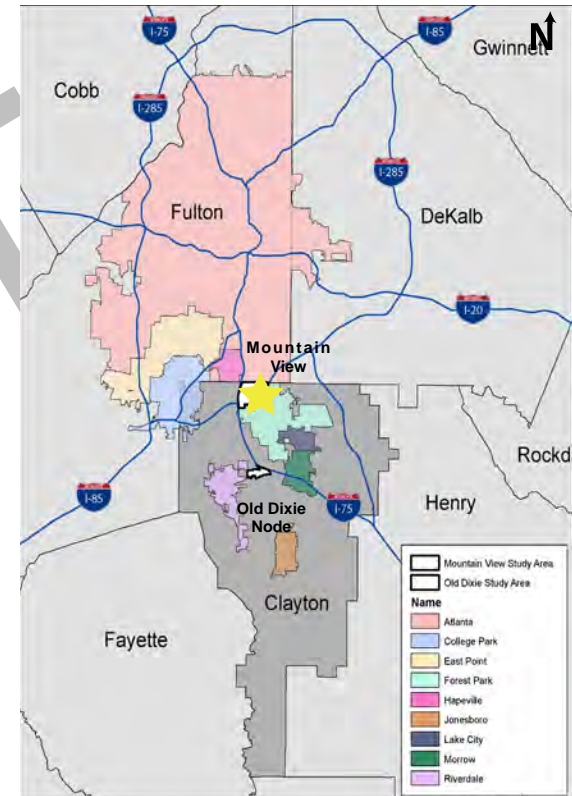 N
I-75
I-85
Gwinnett
Cobb
I-285
I-285
Fulton
DeKalb
I-20
Mountain
View
Rockd
I-85
Henry
I-75
Old Dixie
Node
Clayton
Fayette
Mountain View Study Area
Old Dixie Study Area
Name
Atlanta
College Park
East Point
Forest Park
Hapeville
Jonesboro
Lake City
Morrow
Riverdale